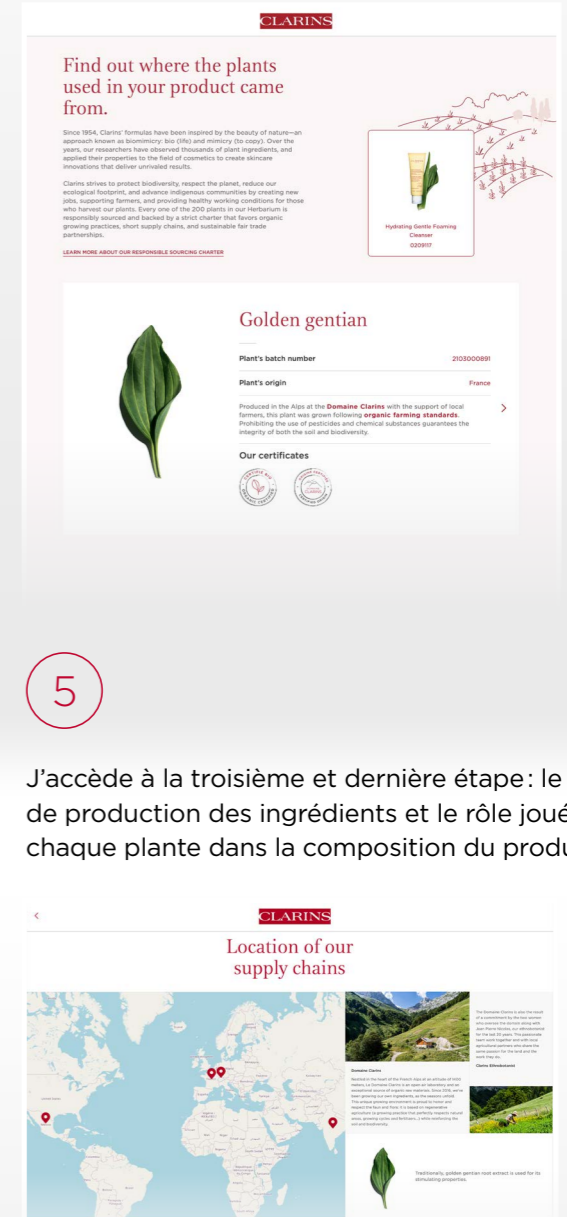 CLARINS
Find out where the plants
used in your product came
from.
Since 1954, Clarins' formulas have been inspired by the beauty of nature—an
approach known as biomimicry: bio (life) and mimicry (to copy). Over the
years, our researchers have observed thousands of plant ingredients, and
applied their properties to the field of cosmetics to create skincare
innovations that deliver unrivaled results.
Clarins strives to protect biodiversity, respect the planet, reduce our
ecological footprint, and advance indigenous communities by creating new
jobs, supporting farmers, and providing healthy working conditions for those
who harvest our plants. Every one of the 200 plants in our Herbarium is
responsibly sourced and backed by a strict charter that favors organic
growing practices, short supply chains, and sustainable fair trade
partnerships.
LEARN MORE ABOUT OUR RESPONSIBLE SOURCING CHARTER
Hydrating Gentle Foaming
Cleanser
0209117
Golden gentian
Plant's batch number 2103000891
Plant's origin France
Produced in the Alps at the Domaine Clarins with the support of local
farmers, this plant was grown following organic farming standards.
Prohibiting the use of pesticides and chemical substances guarantees the
integrity of both the soil and biodiversity.
Our certificates
5
J'accède à la troisième et dernière étape : le
de production des ingrédients et le rôle joué
chaque plante dans la composition du produ
CLARINS
Location of our
supply chains
Domaine Clarins
Clarins Ethnobotanist
Traditionally, golden gentian root extract is used for its
stimulating properties.